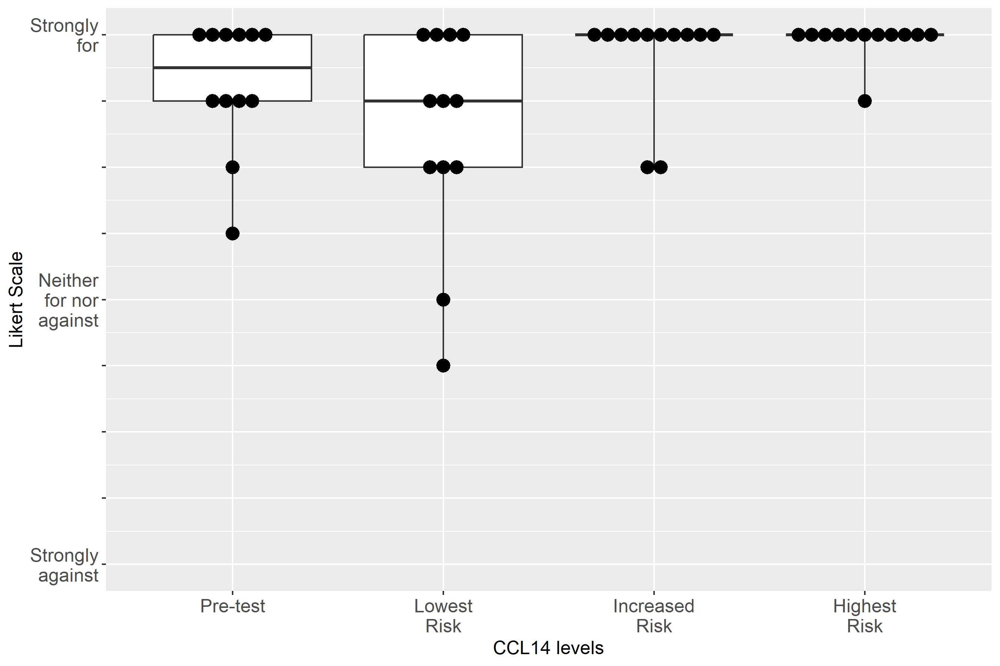 Strongly
for
Neither
for nor
against
Strongly
against
Likert Scale
Pre-test
Lowest
Risk
Increased
Risk
Highest
Risk
CCL14 levels